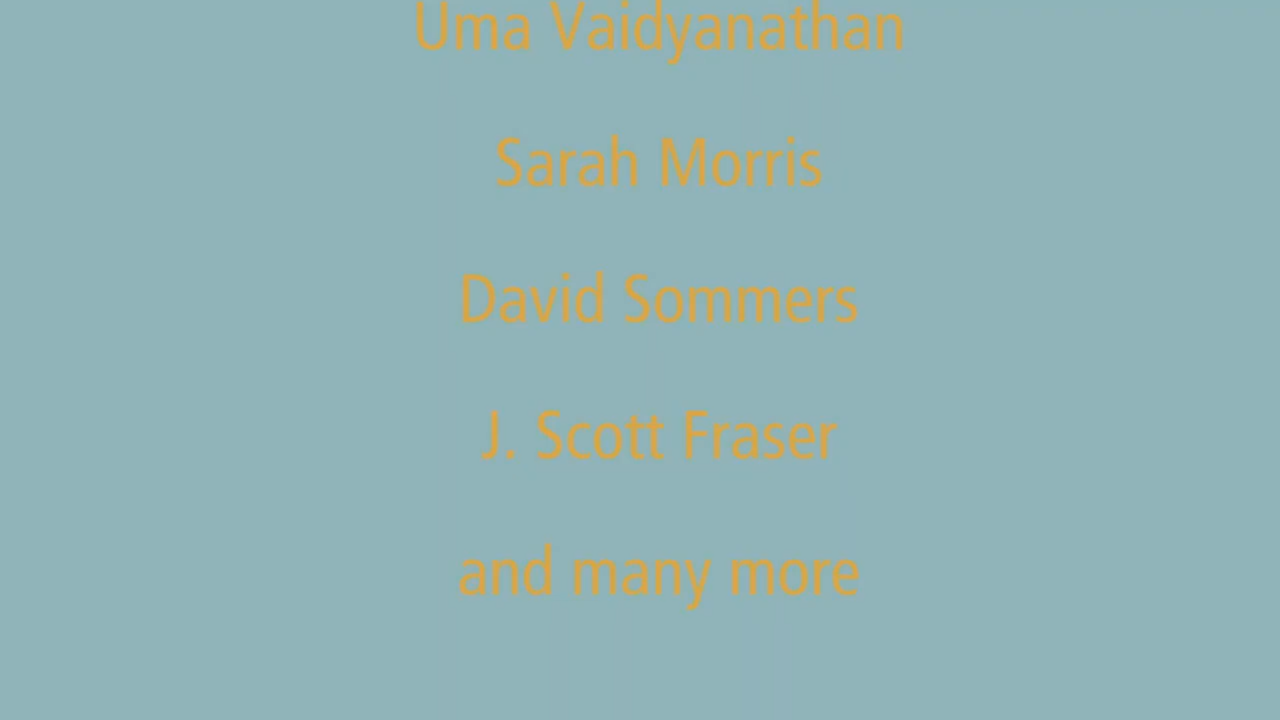 Uma Vaidyanathan
Sarah Morris
David Sommers
J. Scott Fraser
and many more